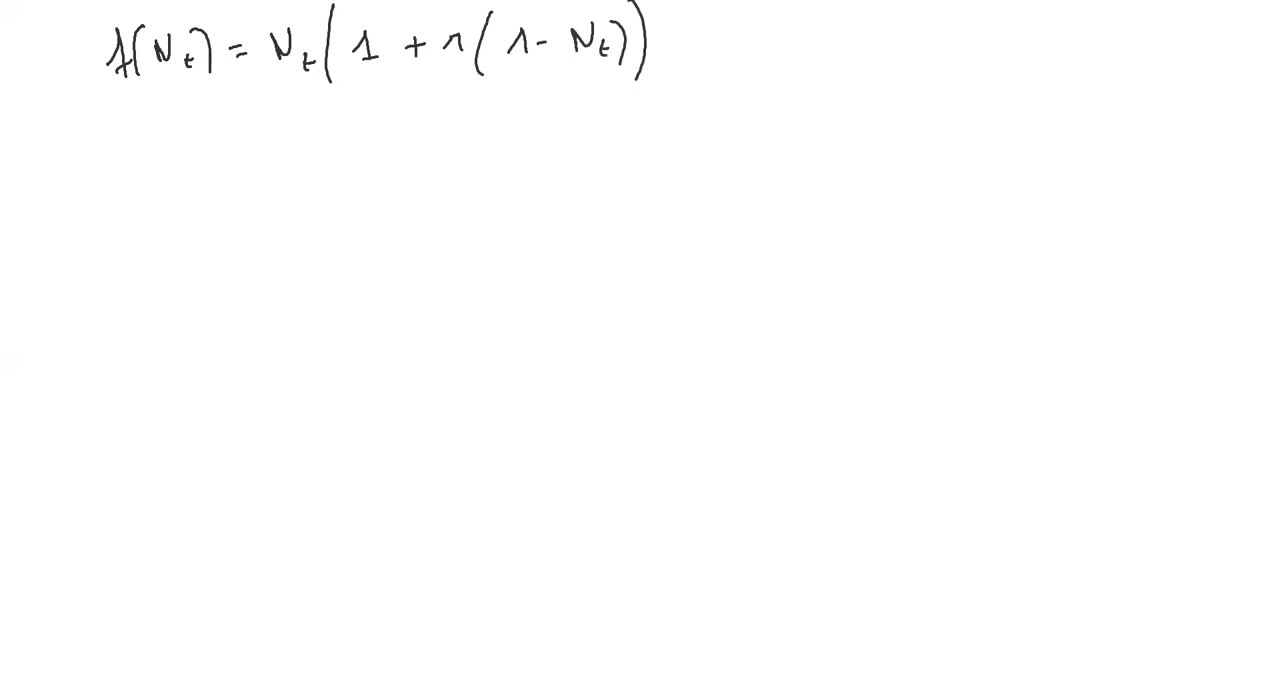 f(N_t) = N_t(1 + r(1 - N_t))